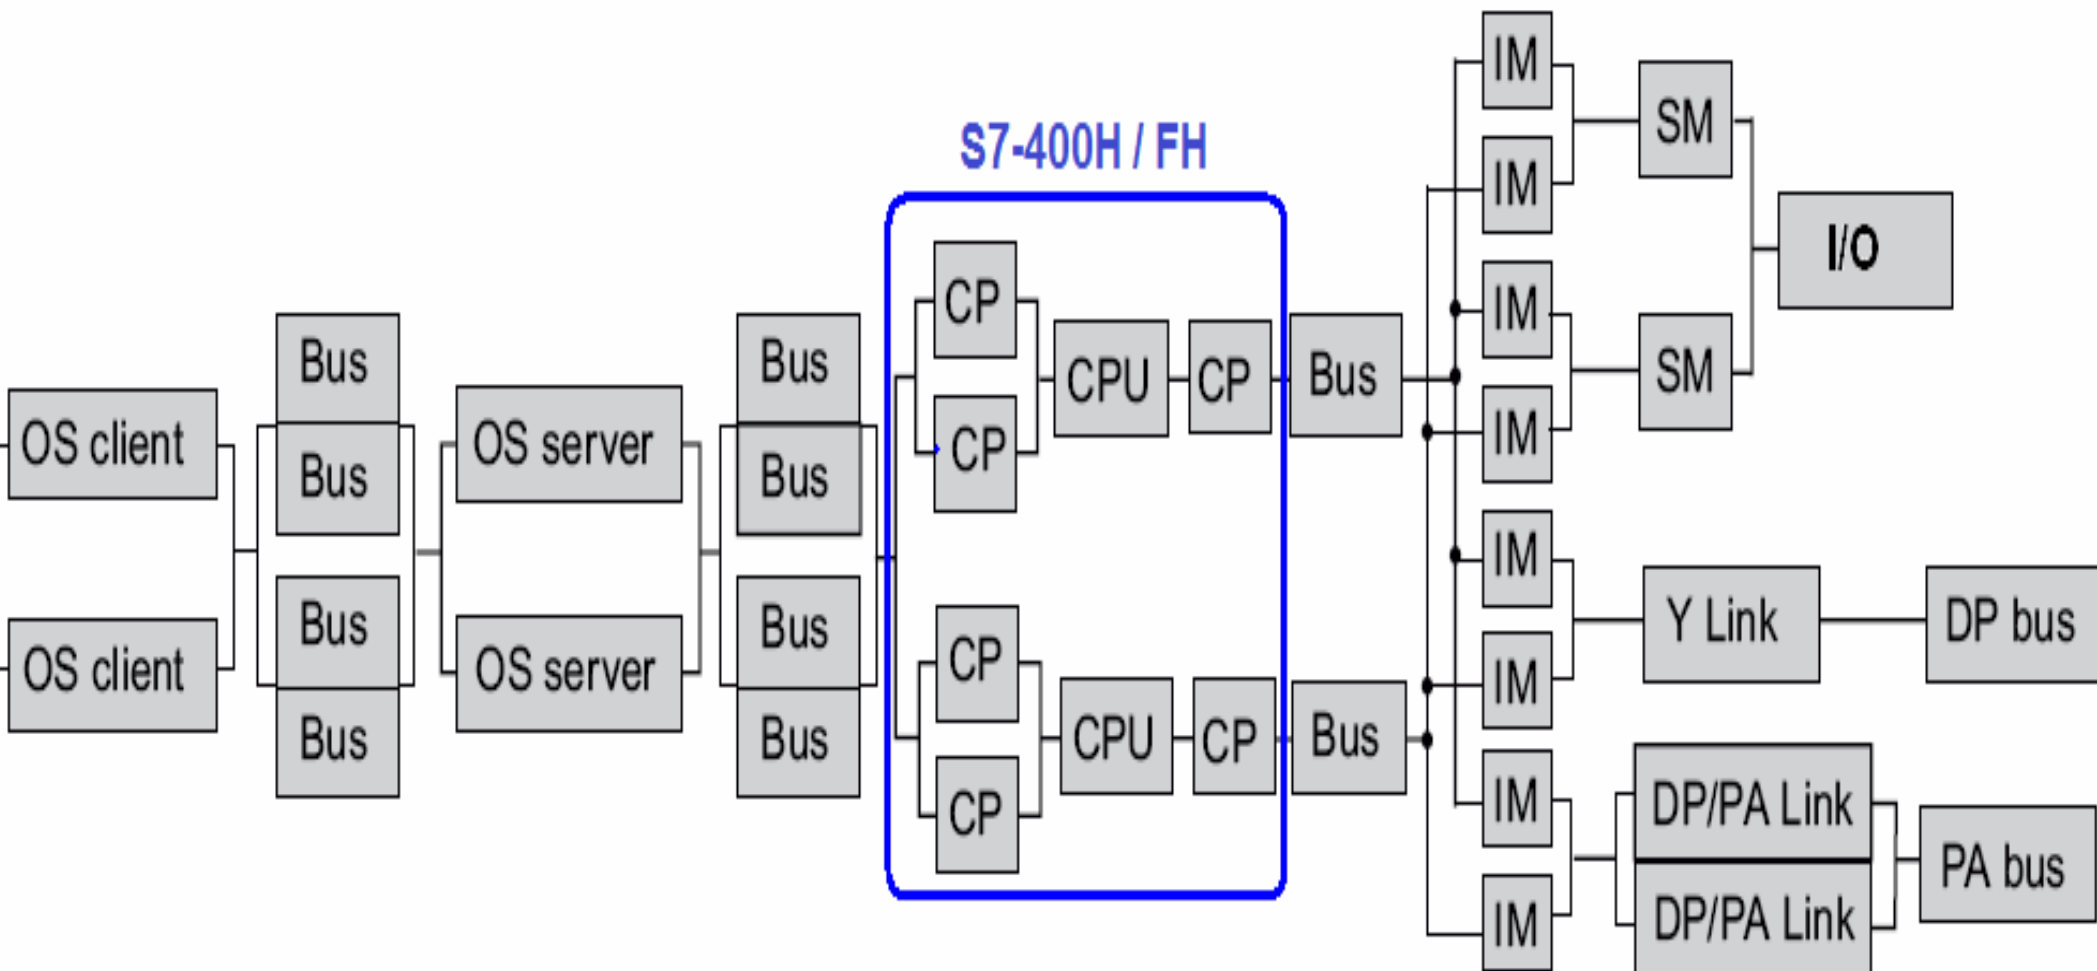 S7-400H / FH
OS client
OS client
Bus
Bus
Bus
Bus
OS server
OS server
Bus
Bus
Bus
Bus
CP
CP
CPU
CP
Bus
CP
CP
CPU
CP
Bus
IM
IM
SM
IM
IM
SM
I/O
IM
IM
Y Link
DP bus
IM
IM
DP/PA Link
DP/PA Link
PA bus